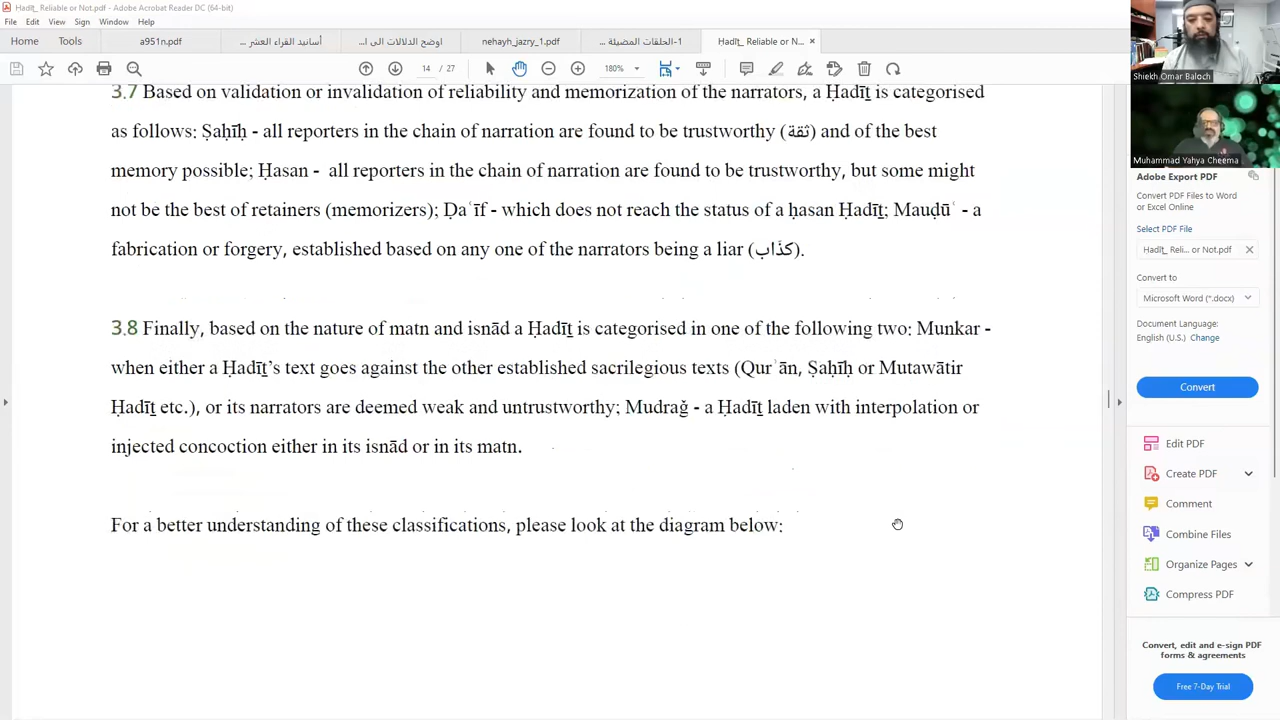 Hadīṯ_ Reliable or Not.pdf - Adobe Acrobat Reader DC (64-bit)
File Edit View Sign Window Help
Home Tools a951n.pdf أسانيد القراء العشر ... يوضح الدلالات الى ا... nehayh_jazry_1.pdf 1-الحلقات المضيئة ... Hadīṯ_ Reliable or N... ×
14 / 27 180%
3.7 Based on validation or invalidation of reliability and memorization of the narrators, a Ḥadīṯ is categorised
as follows: Ṣaḥīḥ - all reporters in the chain of narration are found to be trustworthy (ثقة) and of the best
memory possible; Ḥasan - all reporters in the chain of narration are found to be trustworthy, but some might
not be the best of retainers (memorizers); Ḍaʿīf - which does not reach the status of a ḥasan Ḥadīṯ; Mauḍūʿ - a
fabrication or forgery, established based on any one of the narrators being a liar (كذَاب).
3.8 Finally, based on the nature of matn and isnād a Ḥadīṯ is categorised in one of the following two: Munkar -
when either a Ḥadīṯ’s text goes against the other established sacrilegious texts (Qurʾān, Ṣaḥīḥ or Mutawātir
Ḥadīṯ etc.), or its narrators are deemed weak and untrustworthy; Mudraǧ - a Ḥadīṯ laden with interpolation or
injected concoction either in its isnād or in its matn.
For a better understanding of these classifications, please look at the diagram below:
Shiekh Omar Baloch
Muhammad Yahya Cheema
Adobe Export PDF
Convert PDF Files to Word
or Excel Online
Select PDF File
Hadīṯ_ Reli... or Not.pdf ×
Convert to
Microsoft Word (*.docx)
Document Language:
English (U.S.) Change
Convert
Edit PDF
Create PDF
Comment
Combine Files
Organize Pages
Compress PDF
Convert, edit and e-sign PDF
forms & agreements
Free 7-Day Trial